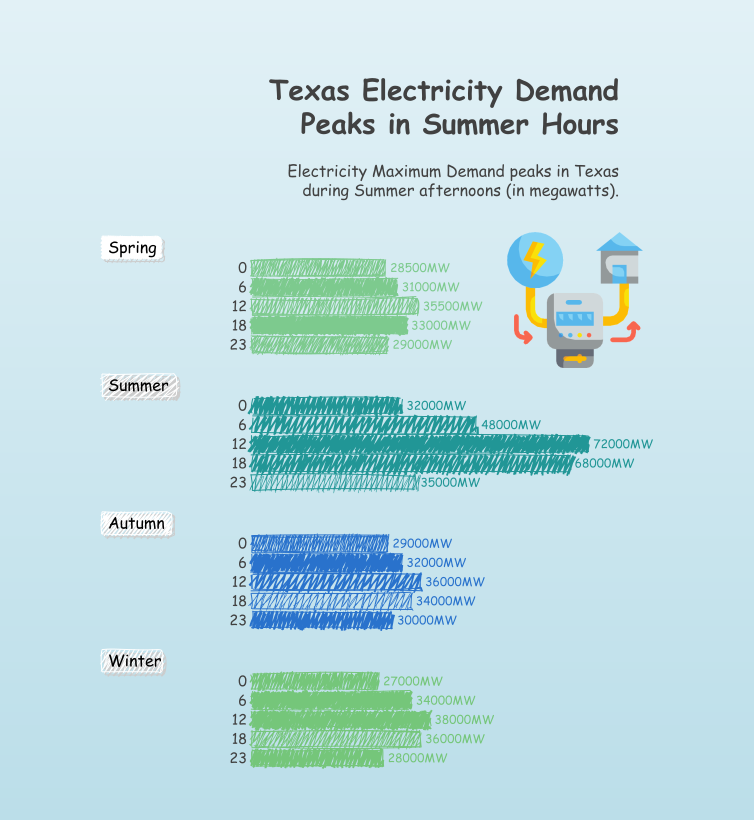 Texas Electricity Demand
Peaks in Summer Hours
Electricity Maximum Demand peaks in Texas
during Summer afternoons (in megawatts).
Spring
0 28500MW
6 31000MW
12 35500MW
18 33000MW
23 29000MW
Summer
0 32000MW
6 48000MW
12 72000MW
18 68000MW
23 35000MW
Autumn
0 29000MW
6 32000MW
12 36000MW
18 34000MW
23 30000MW
Winter
0 27000MW
6 34000MW
12 38000MW
18 36000MW
23 28000MW